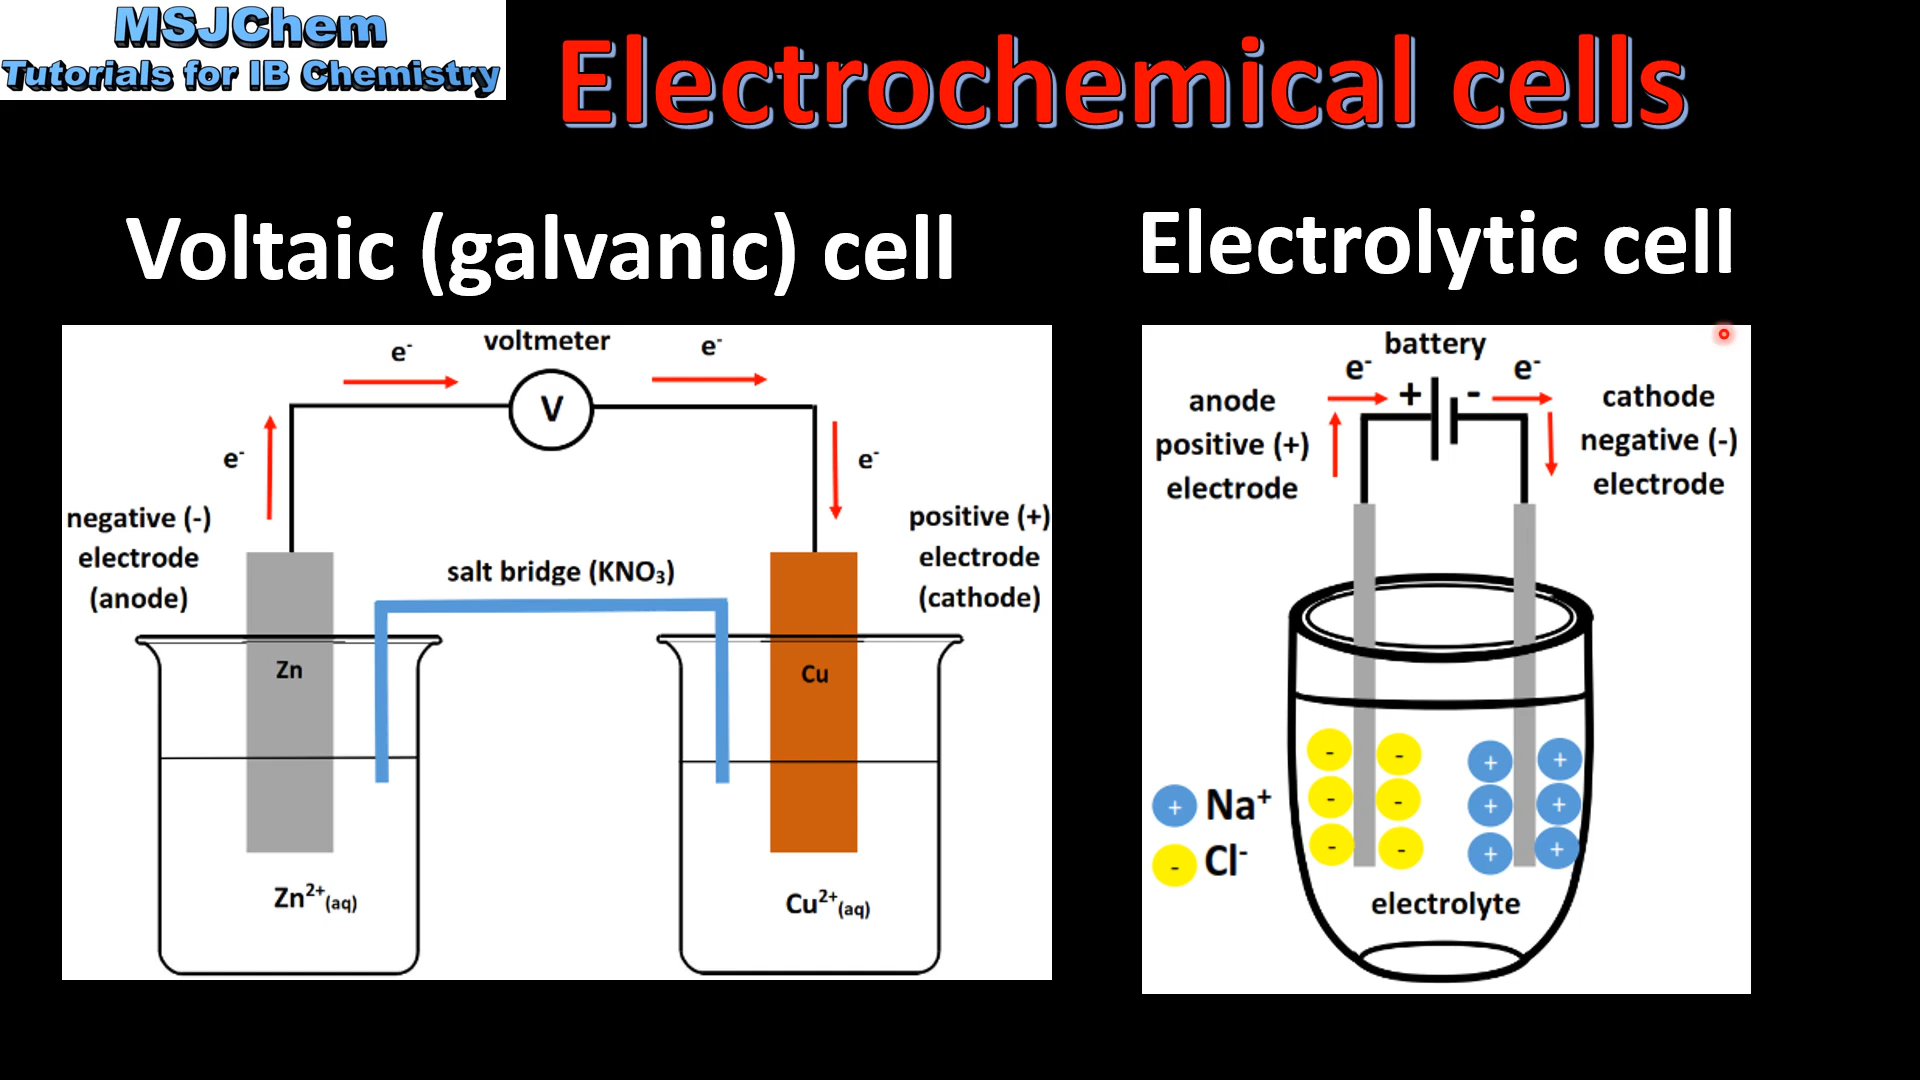 MSJChem
Tutorials for IB Chemistry
Electrochemical cells
Voltaic (galvanic) cell
voltmeter
e⁻
e⁻
V
e⁻
e⁻
negative (-)
electrode
(anode)
positive (+)
electrode
(cathode)
salt bridge (KNO₃)
Zn
Cu
Zn²⁺(aq)
Cu²⁺(aq)
Electrolytic cell
battery
e⁻
e⁻
+
-
anode
positive (+)
electrode
cathode
negative (-)
electrode
- - + +
- - + +
- - + +
+ Na⁺
- Cl⁻
electrolyte